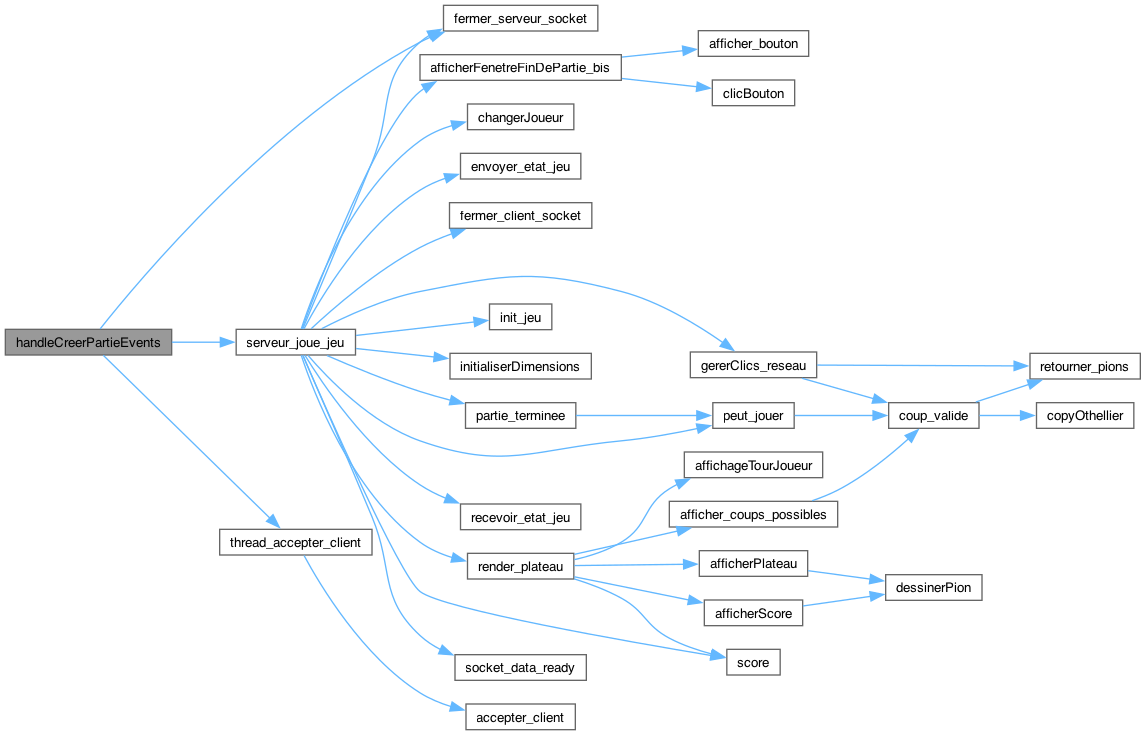 fermer_serveur_socket
afficher_bouton
afficherFenetreFinDePartie_bis
clicBouton
changerJoueur
envoyer_etat_jeu
fermer_client_socket
init_jeu
handleCreerPartieEvents
serveur_joue_jeu
initialiserDimensions
gererClics_reseau
retourner_pions
partie_terminee
peut_jouer
coup_valide
copyOthellier
affichageTourJoueur
recevoir_etat_jeu
afficher_coups_possibles
thread_accepter_client
render_plateau
afficherPlateau
dessinerPion
afficherScore
socket_data_ready
score
accepter_client